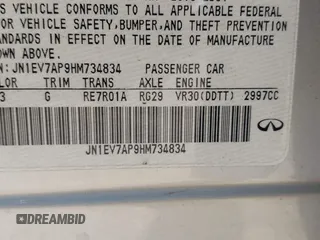 S VEHICLE CONFORMS TO ALL APPLICABLE FEDERAL
OR VEHICLE SAFETY, BUMPER, AND THEFT
ANDARDS IN EFFECT ON THE DATE OF MANUFACTURE
OWN ABOVE.
N: JN1EV7AP9HM734834 PASSENGER CAR
LOR TRIM TRANS AXLE ENGINE
3 G RE7R01A RG29 VR30(DDTT) 2997CC
JN1EV7AP9HM734834
INFINITI
DREAMBID